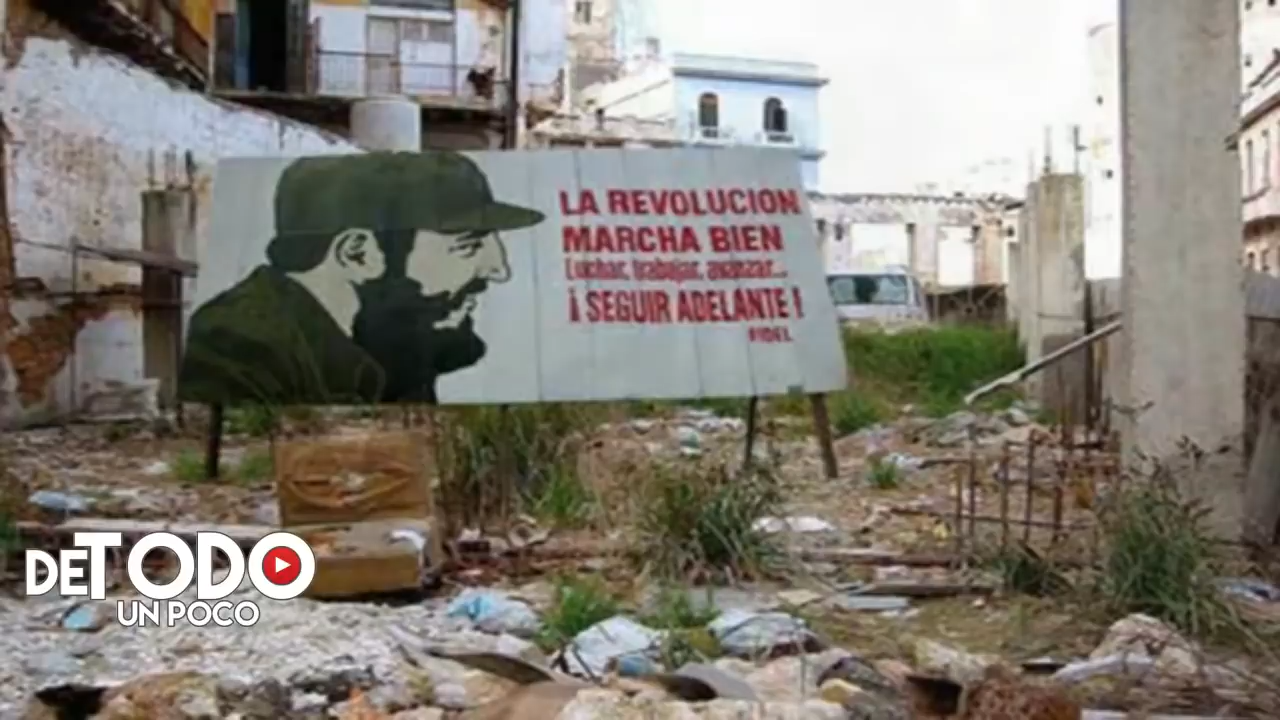 LA REVOLUCION
MARCHA BIEN
Luchar, trabajar, avanzar...
¡SEGUIR ADELANTE!
FIDEL
DE TODO
UN POCO